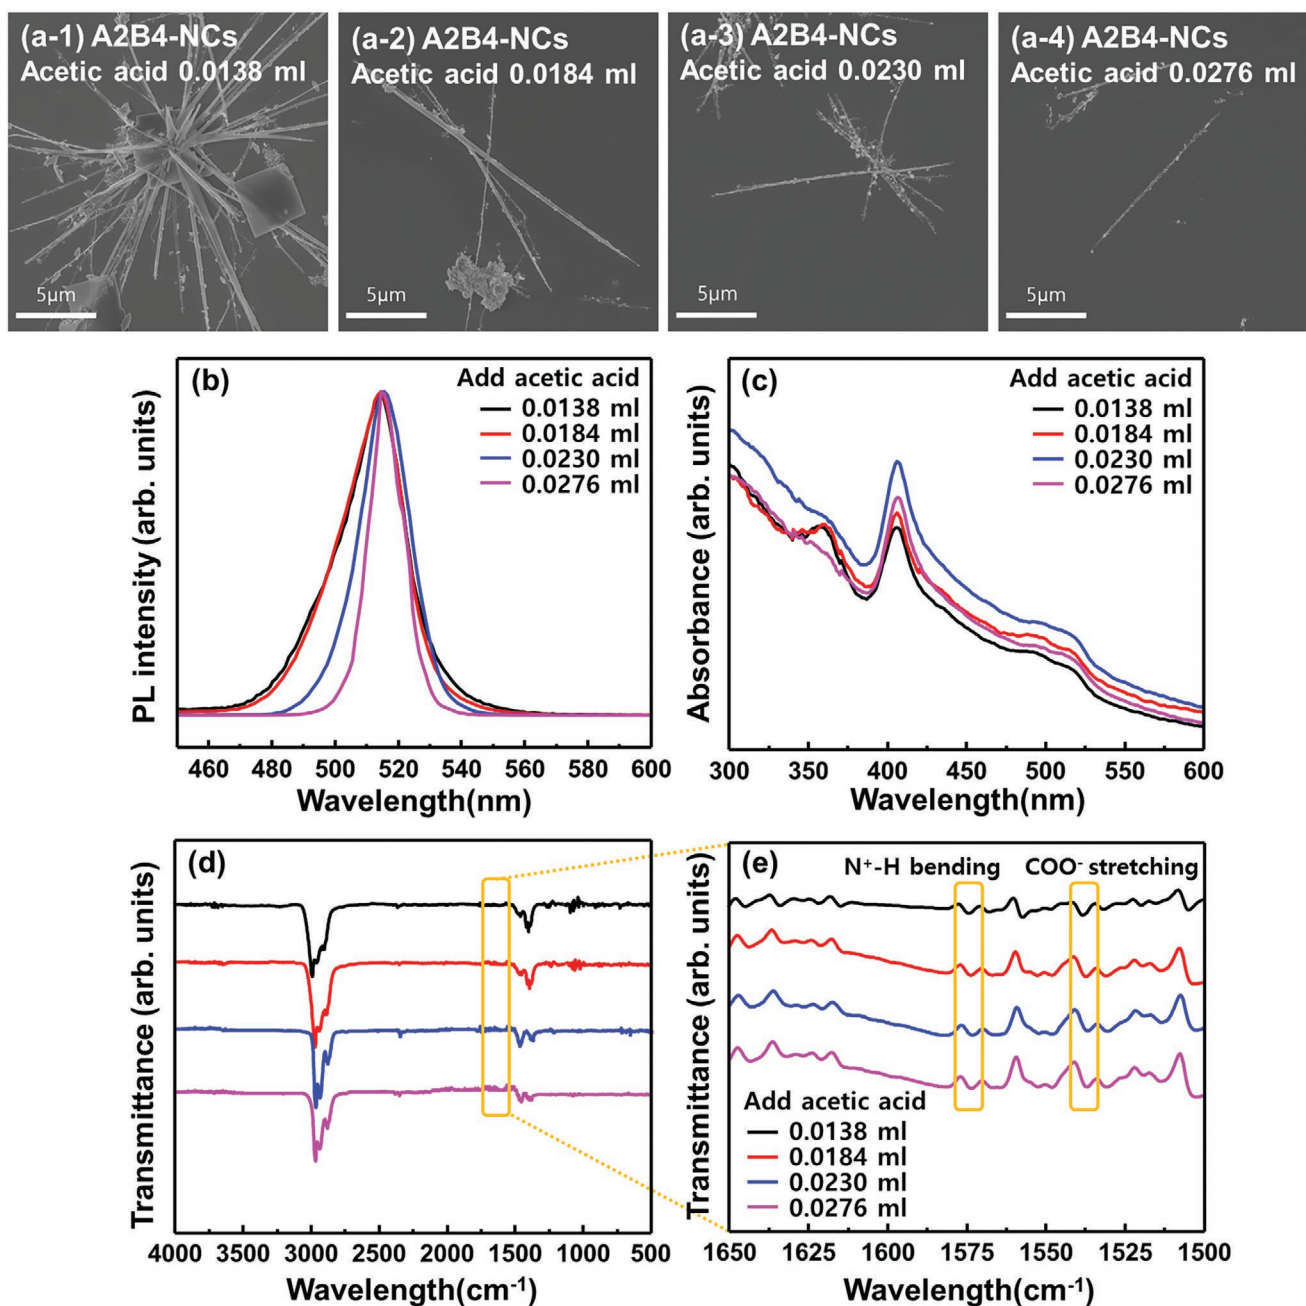 (a-1) A2B4-NCs
Acetic acid 0.0138 ml
5μm
(a-2) A2B4-NCs
Acetic acid 0.0184 ml
5μm
(a-3) A2B4-NCs
Acetic acid 0.0230 ml
5μm
(a-4) A2B4-NCs
Acetic acid 0.0276 ml
5μm
(b)
Add acetic acid
0.0138 ml
0.0184 ml
0.0230 ml
0.0276 ml
PL intensity (arb. units)
460 480 500 520 540 560 580 600
Wavelength(nm)
(c)
Add acetic acid
0.0138 ml
0.0184 ml
0.0230 ml
0.0276 ml
Absorbance (arb. units)
300 350 400 450 500 550 600
Wavelength(nm)
(d)
Transmittance (arb. units)
4000 3500 3000 2500 2000 1500 1000 500
Wavelength(cm⁻¹)
(e)
N⁺-H bending COO⁻ stretching
Add acetic acid
0.0138 ml
0.0184 ml
0.0230 ml
0.0276 ml
Transmittance (arb. units)
1650 1625 1600 1575 1550 1525 1500
Wavelength(cm⁻¹)